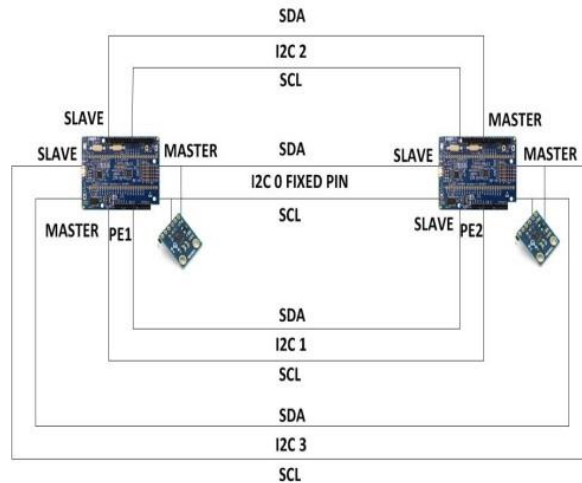 SDA
I2C 2
SCL
SLAVE
MASTER
SLAVE
MASTER
SDA
SLAVE
MASTER
I2C 0 FIXED PIN
MASTER
PE1
SCL
SLAVE
PE2
SDA
I2C 1
SCL
SDA
I2C 3
SCL